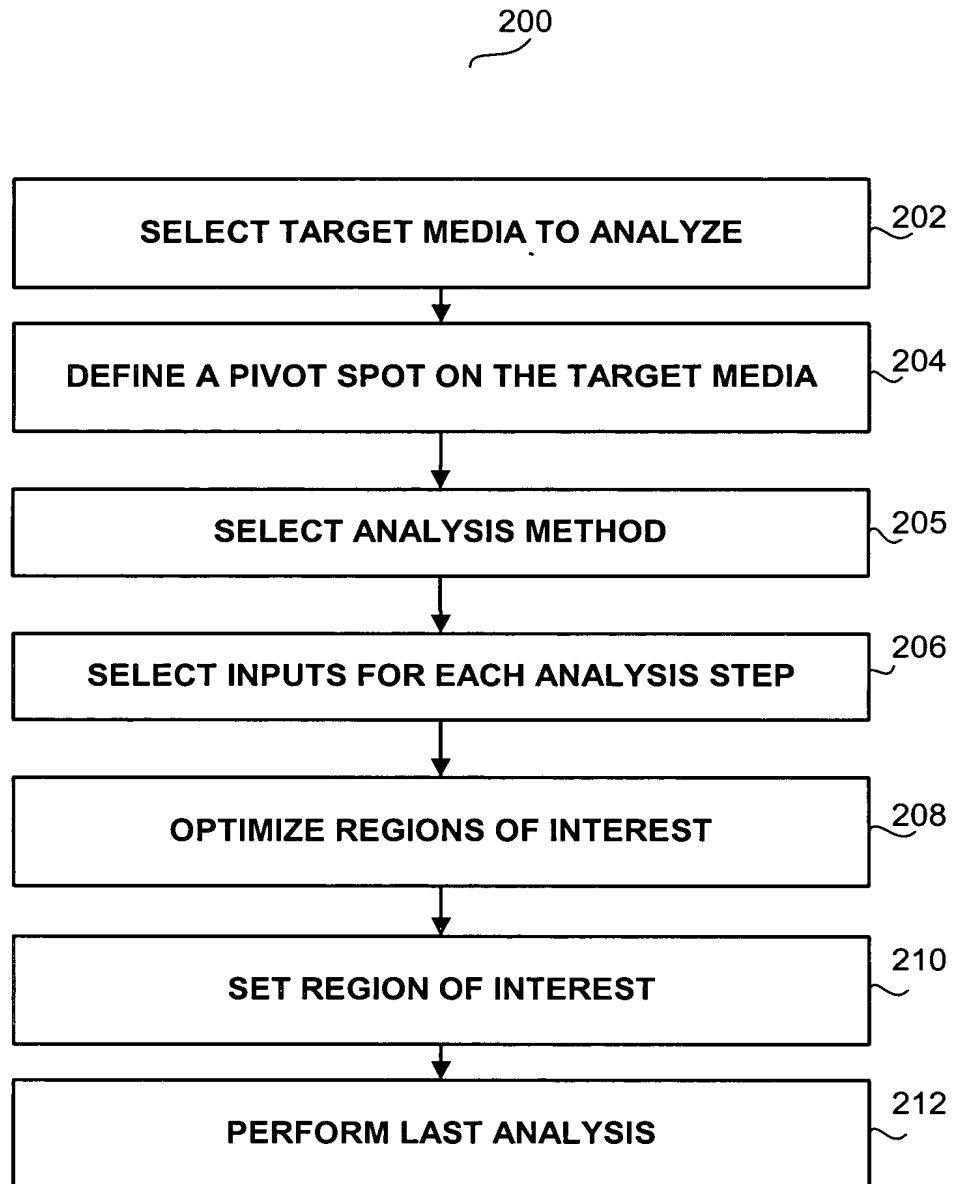 200
SELECT TARGET MEDIA TO ANALYZE
202
DEFINE A PIVOT SPOT ON THE TARGET MEDIA
204
SELECT ANALYSIS METHOD
205
SELECT INPUTS FOR EACH ANALYSIS STEP
206
OPTIMIZE REGIONS OF INTEREST
208
SET REGION OF INTEREST
210
PERFORM LAST ANALYSIS
212